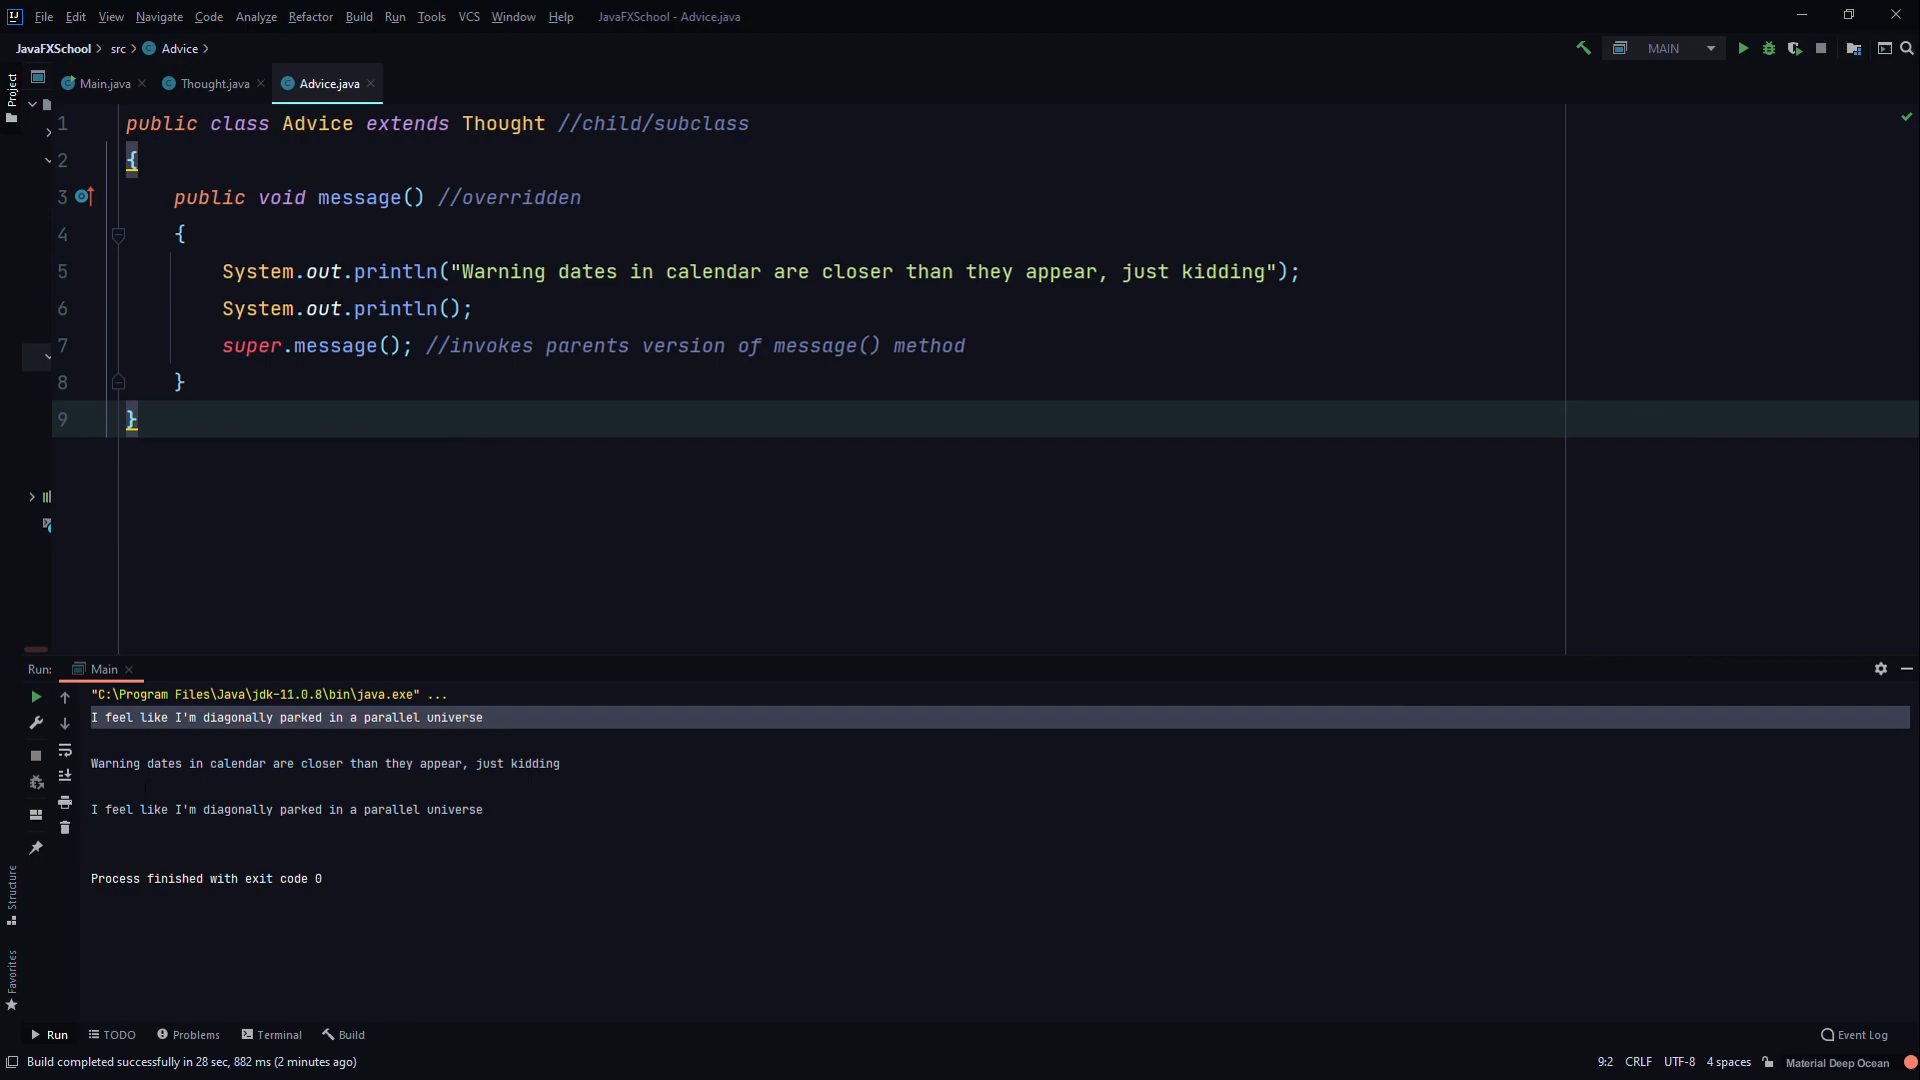 IJ File Edit View Navigate Code Analyze Refactor Build Run Tools VCS Window Help JavaFXSchool - Advice.java
JavaFXSchool src Advice MAIN
Main.java Thought.java Advice.java
Project
1 public class Advice extends Thought //child/subclass
2 {
3 public void message() //overridden
4 {
5 System.out.println("Warning dates in calendar are closer than they appear, just kidding");
6 System.out.println();
7 super.message(); //invokes parents version of message() method
8 }
9 }
Run: Main
"C:\Program Files\Java\jdk-11.0.8\bin\java.exe" ...
I feel like I'm diagonally parked in a parallel universe
Warning dates in calendar are closer than they appear, just kidding
I feel like I'm diagonally parked in a parallel universe
Process finished with exit code 0
Structure
Favorites
Run TODO Problems Terminal Build Event Log
Build completed successfully in 28 sec, 882 ms (2 minutes ago) 9:2 CRLF UTF-8 4 spaces Material Deep Ocean